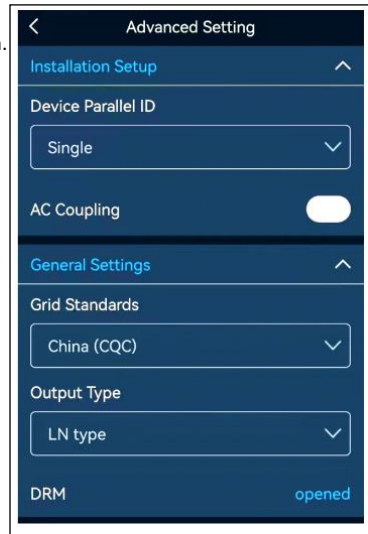 Advanced Setting
Installation Setup
Device Parallel ID
Single
AC Coupling
General Settings
Grid Standards
China (CQC)
Output Type
LN type
DRM opened